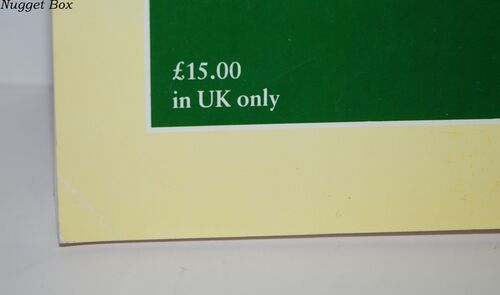 Nugget Box
£15.00
in UK only